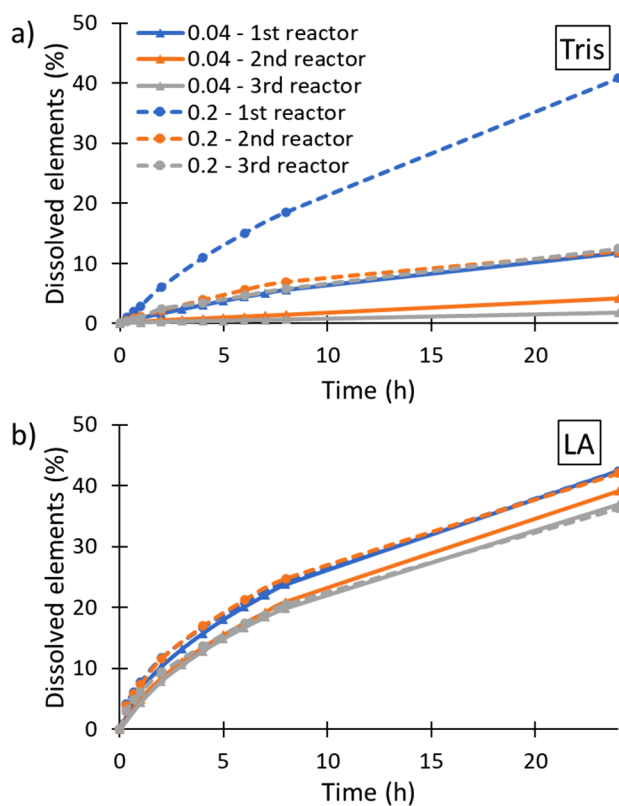 a)
Tris
0.04 - 1st reactor
0.04 - 2nd reactor
0.04 - 3rd reactor
0.2 - 1st reactor
0.2 - 2nd reactor
0.2 - 3rd reactor
Dissolved elements (%)
50
40
30
20
10
0
0 5 10 15 20
Time (h)
b)
LA
Dissolved elements (%)
50
40
30
20
10
0
0 5 10 15 20
Time (h)